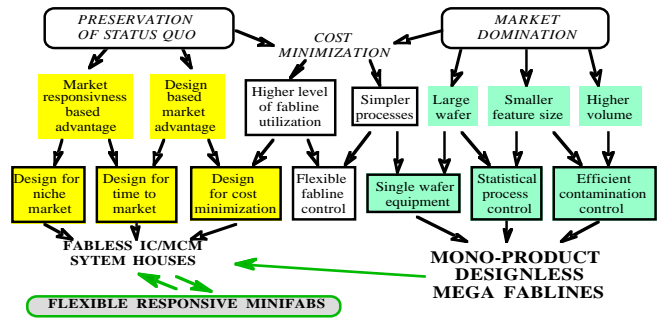 PRESERVATION
OF STATUS QUO
COST
MINIMIZATION
MARKET
DOMINATION
Market
responsivness
based
advantage
Design
based
market
advantage
Higher level
of fabline
utilization
Simpler
processes
Large
wafer
Smaller
feature size
Higher
volume
Design for
niche
market
Design for
time to
market
Design
for cost
minimization
Flexible
fabline
control
Single wafer
equipment
Statistical
process
control
Efficient
contamination
control
FABLESS IC/MCM
SYTEM HOUSES
MONO-PRODUCT
DESIGNLESS
MEGA FABLINES
FLEXIBLE RESPONSIVE MINIFABS